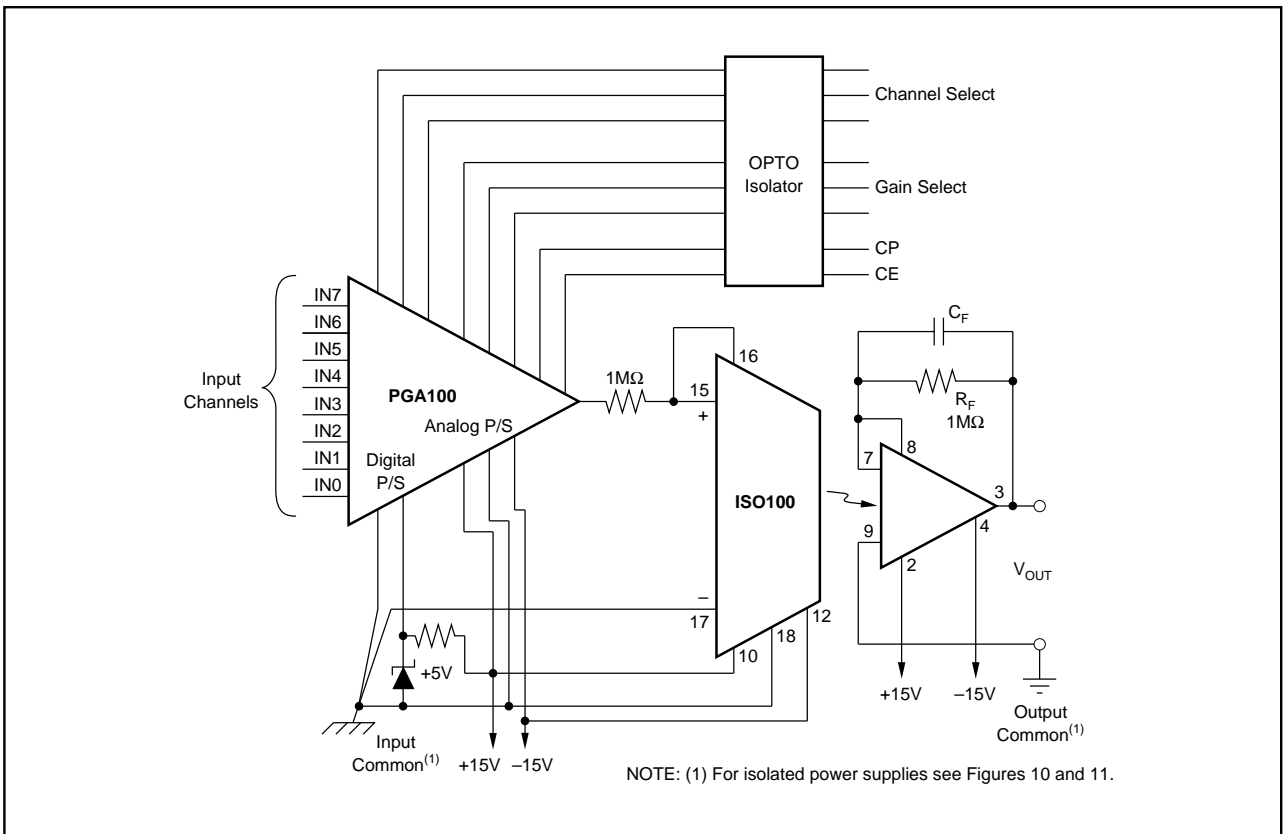 OPTO
Isolator
Channel Select
Gain Select
CP
CE
Input
Channels
IN7
IN6
IN5
IN4
IN3
IN2
IN1
IN0
PGA100
Analog P/S
Digital
P/S
1MΩ
15
+
16
ISO100
–
17
10
18
12
+5V
Input
Common(1)
+15V
–15V
CF
RF
1MΩ
7
8
9
3
4
2
VOUT
+15V
–15V
Output
Common(1)
NOTE: (1) For isolated power supplies see Figures 10 and 11.